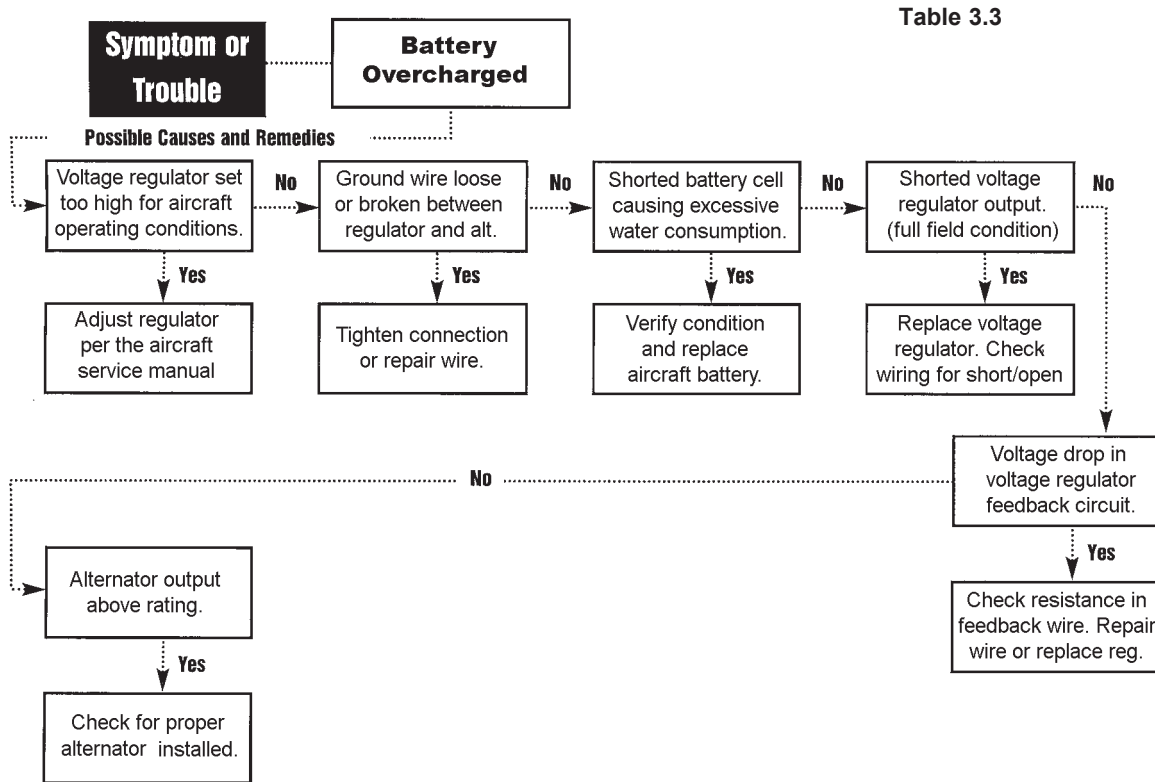 Table 3.3
Symptom or
Trouble
Battery
Overcharged
Possible Causes and Remedies
Voltage regulator set
too high for aircraft
operating conditions.
No
Ground wire loose
or broken between
regulator and alt.
No
Shorted battery cell
causing excessive
water consumption.
No
Shorted voltage
regulator output.
(full field condition)
No
Yes
Yes
Yes
Yes
Adjust regulator
per the aircraft
service manual
Tighten connection
or repair wire.
Verify condition
and replace
aircraft battery.
Replace voltage
regulator. Check
wiring for short/open
Voltage drop in
voltage regulator
feedback circuit.
No
Yes
Check resistance in
feedback wire. Repair
wire or replace reg.
Alternator output
above rating.
Yes
Check for proper
alternator installed.